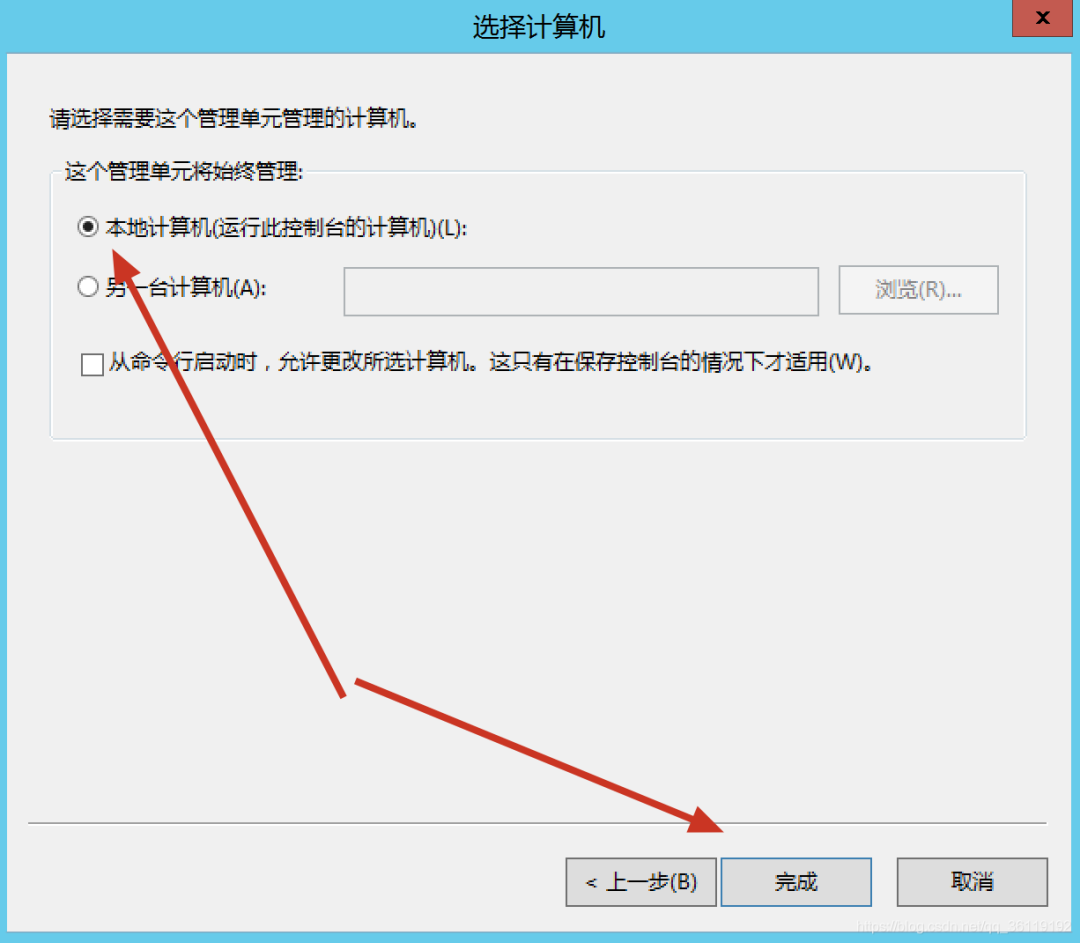 选择计算机
x
请选择需要这个管理单元管理的计算机。
这个管理单元将始终管理:
本地计算机(运行此控制台的计算机)(L):
另一台计算机(A):
浏览(R)...
从命令行启动时，允许更改所选计算机。这只有在保存控制台的情况下才适用(W)。
< 上一步(B)
完成
取消
https://blog.csdn.net/qq_36119192